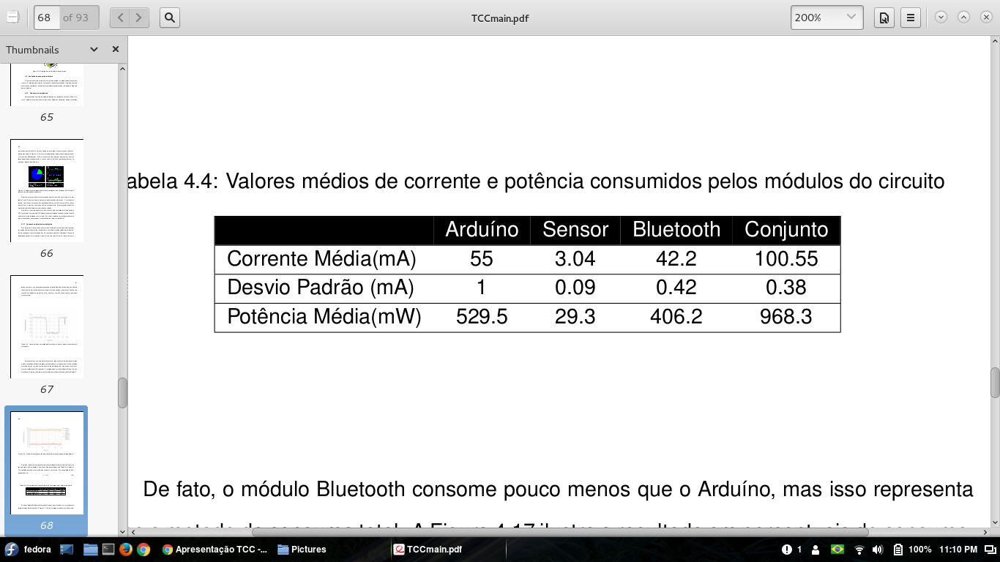 68 of 93
TCCmain.pdf
200%
Thumbnails
65
66
67
68
abela 4.4: Valores médios de corrente e potência consumidos pelos módulos do circuito
Arduíno Sensor Bluetooth Conjunto
Corrente Média(mA) 55 3.04 42.2 100.55
Desvio Padrão (mA) 1 0.09 0.42 0.38
Potência Média(mW) 529.5 29.3 406.2 968.3
De fato, o módulo Bluetooth consome pouco menos que o Arduíno, mas isso representa
fedora Apresentação TCC -... Pictures TCCmain.pdf 1 100% 11:10 PM